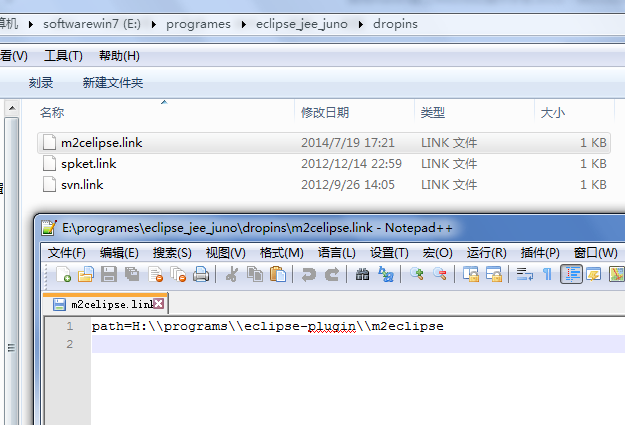 算机 ▸ softwarewin7 (E:) ▸ programes ▸ eclipse_jee_juno ▸ dropins
看(V) 工具(T) 帮助(H)
刻录 新建文件夹
名称 修改日期 类型 大小
m2celipse.link 2014/7/19 17:21 LINK 文件 1 KB
spket.link 2012/12/14 22:59 LINK 文件 1 KB
svn.link 2012/9/26 14:05 LINK 文件 1 KB
E:\programes\eclipse_jee_juno\dropins\m2celipse.link - Notepad++
文件(F) 编辑(E) 搜索(S) 视图(V) 格式(M) 语言(L) 设置(T) 宏(O) 运行(R) 插件(P) 窗口(W)
m2celipse.link
1 path=H:\\programs\\eclipse-plugin\\m2eclipse
2